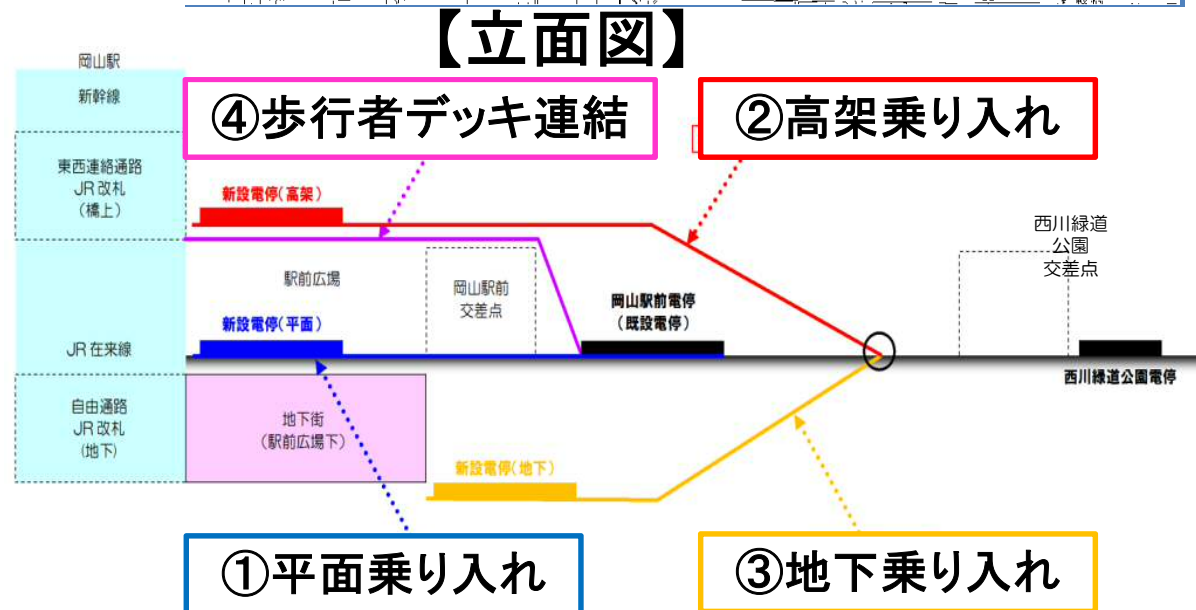 【立面図】
岡山駅
新幹線
④歩行者デッキ連結
②高架乗り入れ
東西連絡通路
JR改札
(橋上)
新設電停(高架)
西川緑道
公園
交差点
駅前広場
岡山駅前
交差点
岡山駅前電停
(既設電停)
新設電停(平面)
JR在来線
西川緑道公園電停
自由通路
JR改札
(地下)
地下街
(駅前広場下)
新設電停(地下)
①平面乗り入れ
③地下乗り入れ